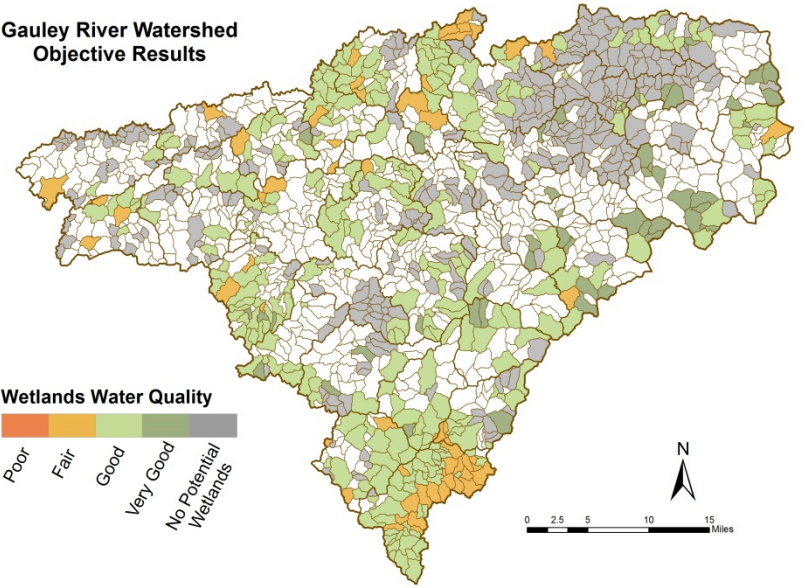 Gauley River Watershed
Objective Results
Wetlands Water Quality
Poor
Fair
Good
Very Good
No Potential
Wetlands
N
0 2.5 5 10 15
Miles